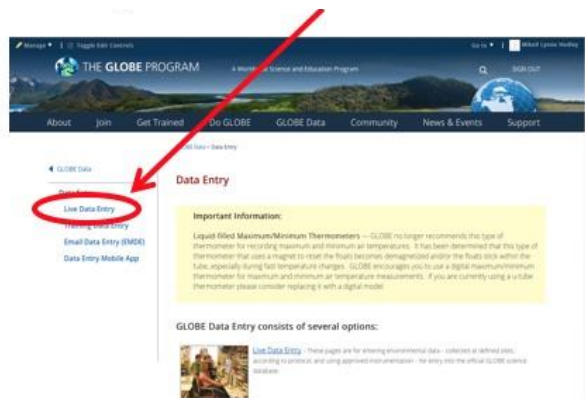 Manage
Toggle Edit Controls
Go to
Mikell Lynne Hedley
THE GLOBE PROGRAM
A Worldwide Science and Education Program
SIGN OUT
About Join Get Trained Do GLOBE GLOBE Data Community News & Events Support
Data > Data Entry
GLOBE Data
Data Entry
Live Data Entry
Training Data Entry
Email Data Entry (EMDE)
Data Entry Mobile App
Data Entry
Important Information:
Liquid-filled Maximum/Minimum Thermometers — GLOBE no longer recommends this type of
thermometer for recording maximum and minimum air temperatures. It has been determined that this type of
thermometer that uses a magnet to reset the floats becomes demagnetized and/or the floats stick within the
tube, especially during fast temperature changes. GLOBE encourages you to use a digital maximum/minimum
thermometer for maximum and minimum air temperature measurements. If you are currently using a u-tube
thermometer please consider replacing it with a digital model.
GLOBE Data Entry consists of several options:
Live Data Entry - These pages are for entering environmental data - collected at defined sites,
according to protocol, and using approved instrumentation - for entry into the official GLOBE science
database.